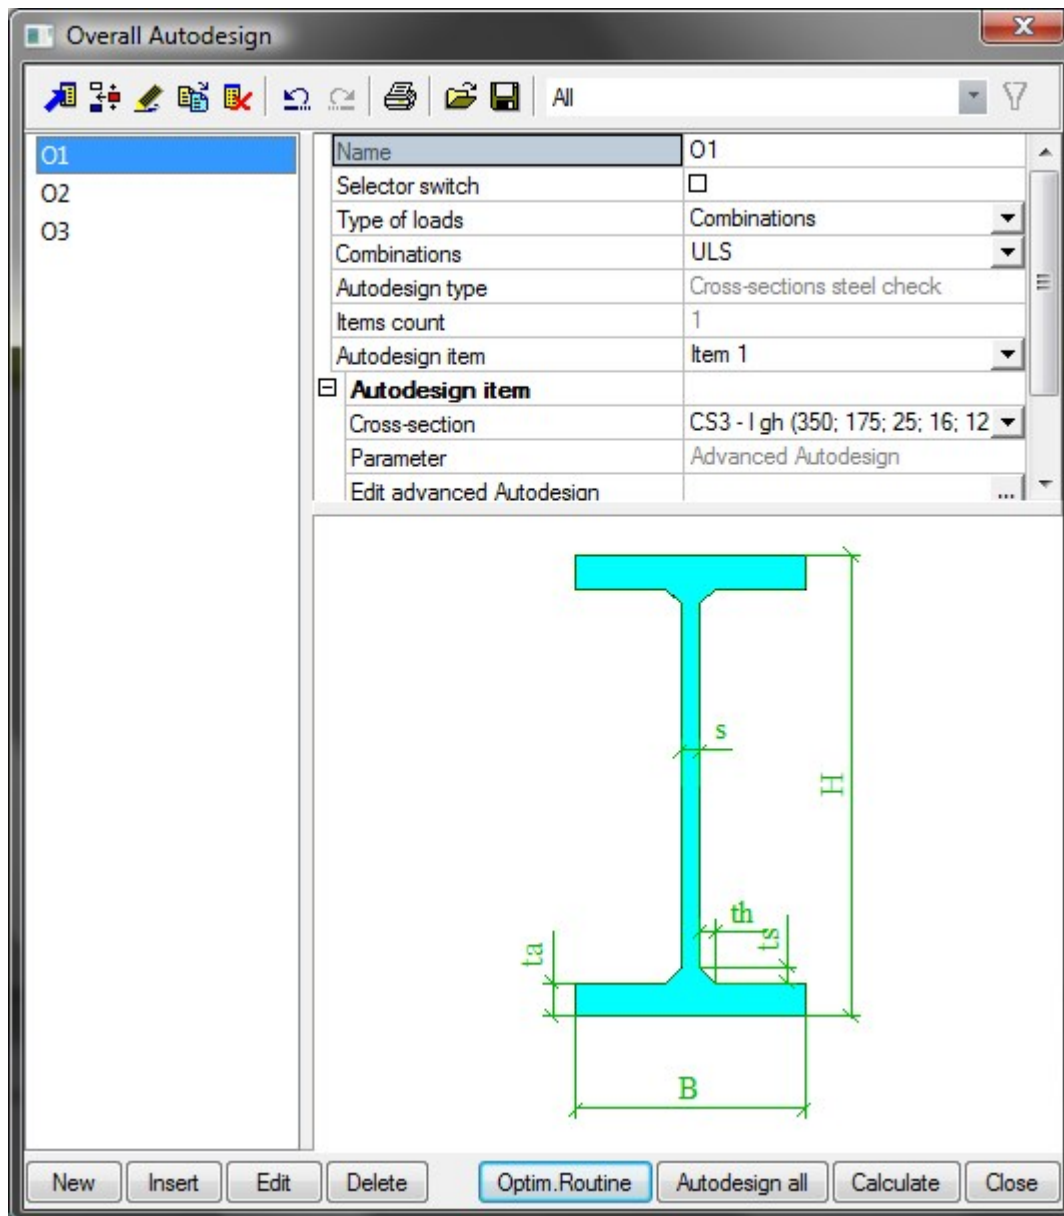 Overall Autodesign
All
O1
O2
O3
Name O1
Selector switch
Type of loads Combinations
Combinations ULS
Autodesign type Cross-sections steel check
Items count 1
Autodesign item Item 1
Autodesign item
Cross-section CS3 - I gh (350; 175; 25; 16; 12
Parameter Advanced Autodesign
Edit advanced Autodesign ...
s
H
th
ts
ta
B
New Insert Edit Delete Optim.Routine Autodesign all Calculate Close